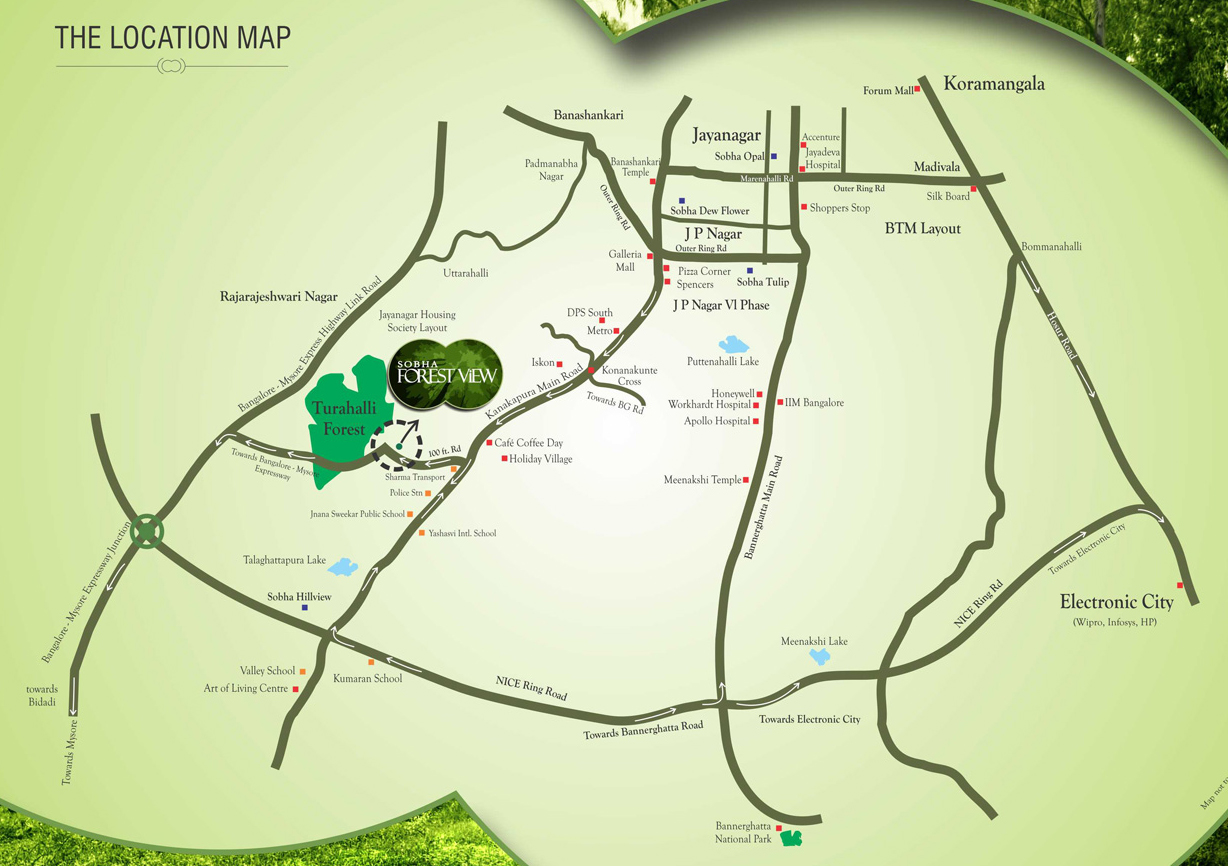 THE LOCATION MAP
Koramangala
Forum Mall
Banashankari
Jayanagar
Accenture
Jayadeva
Hospital
Sobha Opal
Padmanabha
Nagar
Banashankari
Temple
Madivala
Marenahalli Rd
Outer Ring Rd
Silk Board
Outer Ring Rd
Sobha Dew Flower
Shoppers Stop
BTM Layout
J P Nagar
Outer Ring Rd
Bommanahalli
Galleria
Mall
Uttarahalli
Pizza Corner
Spencers
Sobha Tulip
Rajarajeshwari Nagar
J P Nagar Vl Phase
Jayanagar Housing
Society Layout
DPS South
Metro
Hosur Road
Bangalore - Mysore Express Highway Link Road
Puttenahalli Lake
Iskon
Konanakunte
Cross
SOBHA
FOREST VIEW
Kanakapura Main Road
Towards BG Rd
Honeywell
Workhardt Hospital
IIM Bangalore
Apollo Hospital
Turahalli
Forest
Café Coffee Day
Holiday Village
100 ft. Rd
Towards Bangalore - Mysore
Expressway
Sharma Transport
Meenakshi Temple
Police Stn
Bannerghatta Main Road
Jnana Sweekar Public School
Yashasvi Intl. School
Towards Electronic City
Talaghattapura Lake
Bangalore - Mysore Expressway Junction
Sobha Hillview
NICE Ring Rd
Electronic City
(Wipro, Infosys, HP)
Meenakshi Lake
Valley School
Kumaran School
Art of Living Centre
towards
Bidadi
NICE Ring Road
Towards Bannerghatta Road
Towards Electronic City
Towards Mysore
Map not to
Bannerghatta
National Park